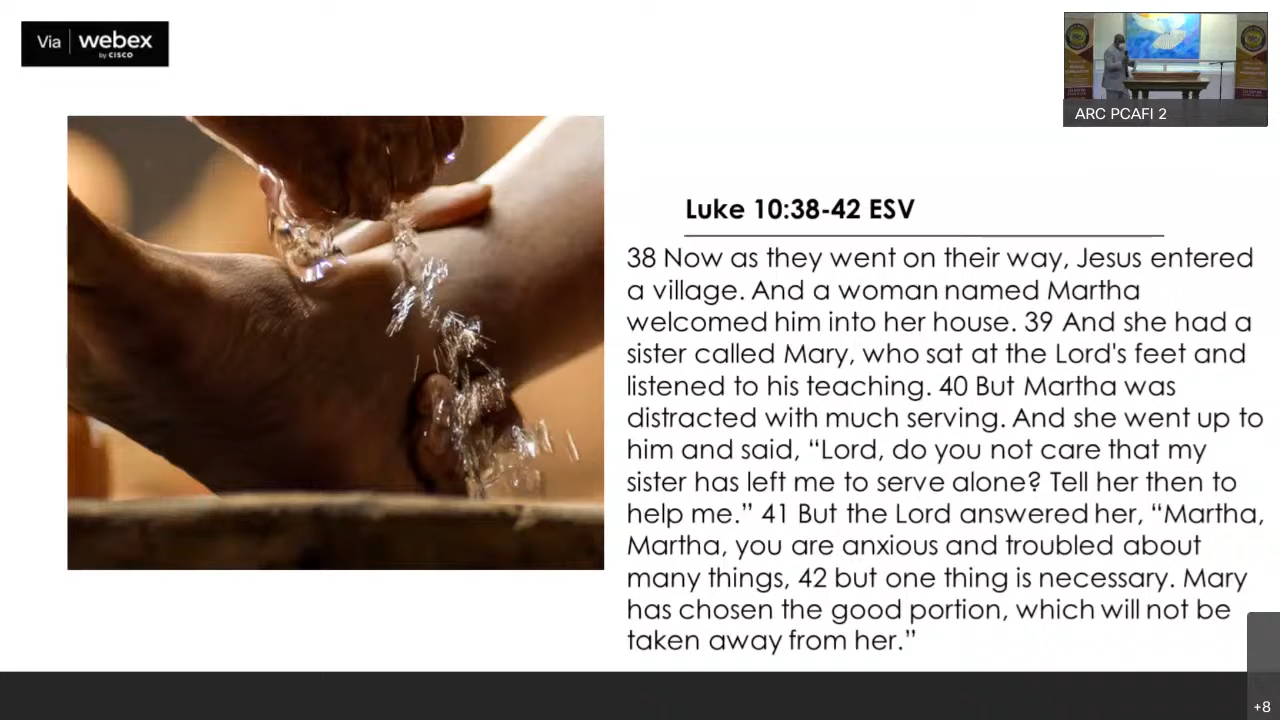 Via webex
by CISCO
ARC PCAFI 2
Luke 10:38-42 ESV
38 Now as they went on their way, Jesus entered
a village. And a woman named Martha
welcomed him into her house. 39 And she had a
sister called Mary, who sat at the Lord's feet and
listened to his teaching. 40 But Martha was
distracted with much serving. And she went up to
him and said, “Lord, do you not care that my
sister has left me to serve alone? Tell her then to
help me.” 41 But the Lord answered her, “Martha,
Martha, you are anxious and troubled about
many things, 42 but one thing is necessary. Mary
has chosen the good portion, which will not be
taken away from her.”
+8